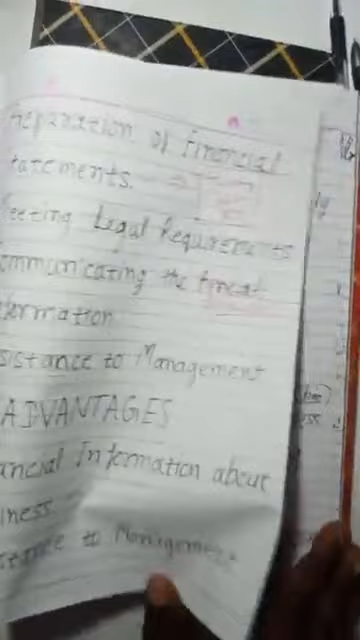 reparation of financial
tatements.
eeting Legal Requirements
ommunicating the
formation
sistance to Management
ADVANTAGES
ancial Information about
iness.
to Management